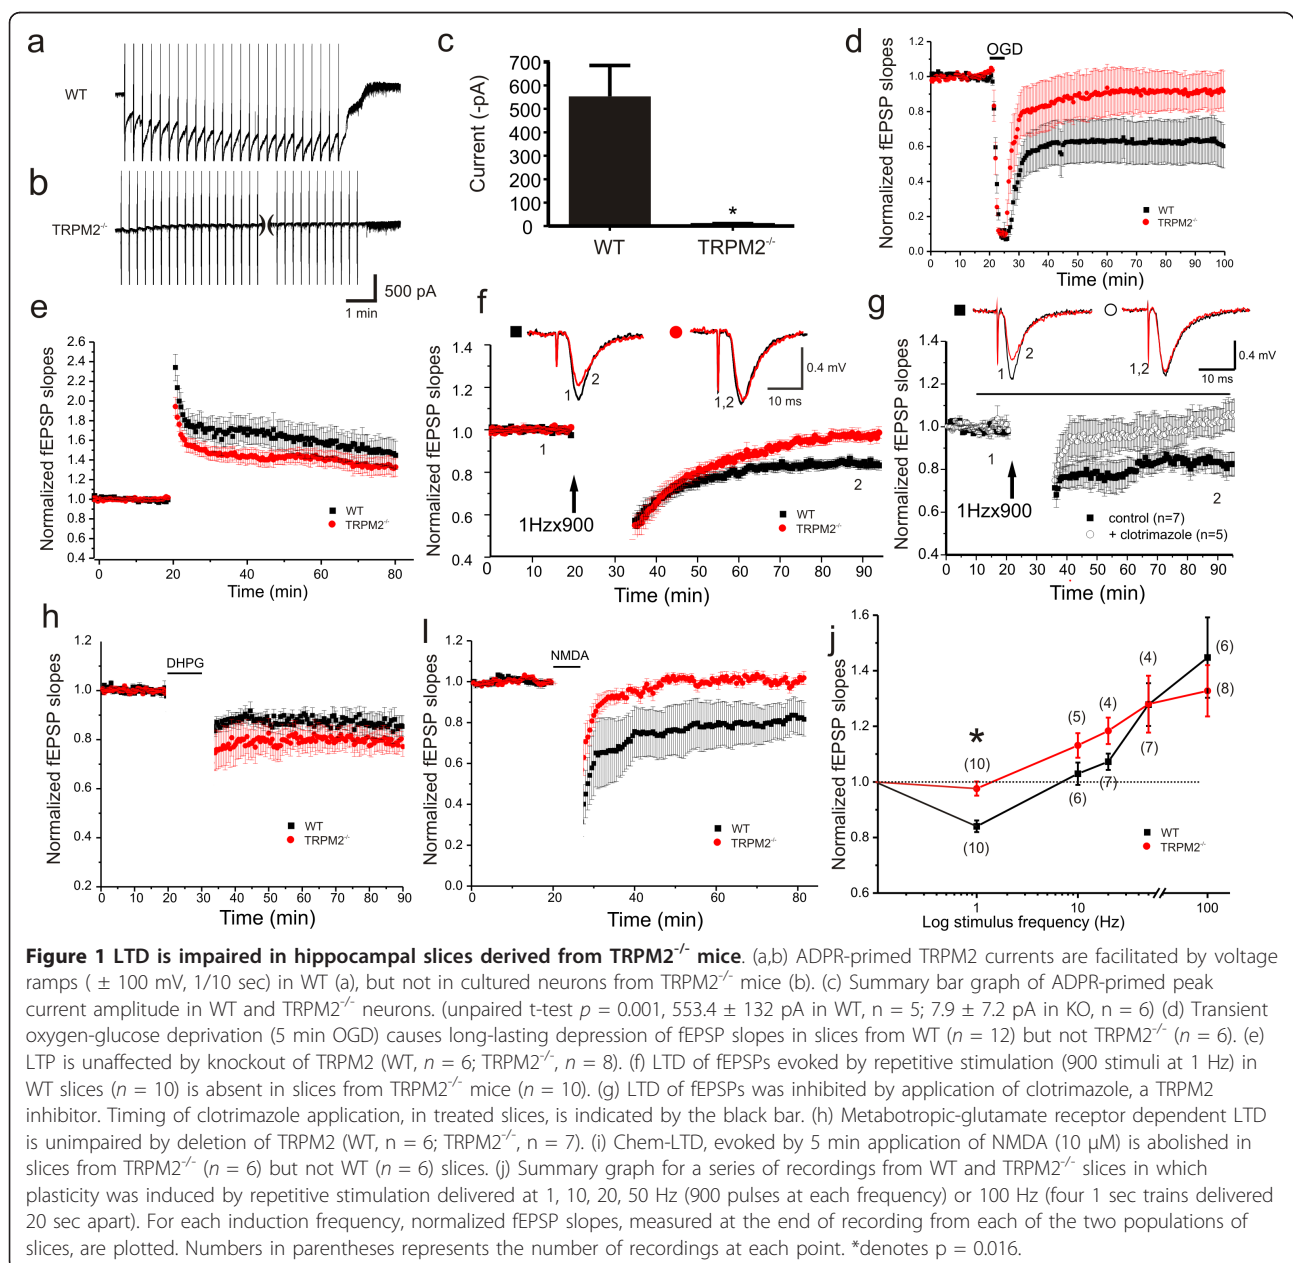 a
WT
b
TRPM2-/-
500 pA
1 min
c
Current (-pA)
700
600
500
400
300
200
100
0
*
WT
TRPM2-/-
d
Normalized fEPSP slopes
1.2
1.0
0.8
0.6
0.4
0.2
0.0
OGD
WT
TRPM2-/-
0 10 20 30 40 50 60 70 80 90 100
Time (min)
e
Normalized fEPSP slopes
2.6
2.4
2.2
2.0
1.8
1.6
1.4
1.2
1.0
0.8
0.6
0.4
WT
TRPM2-/-
0 20 40 60 80
Time (min)
f
Normalized fEPSP slopes
1.4
1.2
1.0
0.8
0.6
0.4
2
1
1,2
0.4 mV
10 ms
1
2
1Hzx900
WT
TRPM2-/-
0 10 20 30 40 50 60 70 80 90
Time (min)
g
Normalized fEPSP slopes
1.4
1.2
1.0
0.8
0.6
0.4
2
1
1,2
0.4 mV
10 ms
1
2
1Hzx900
control (n=7)
+ clotrimazole (n=5)
0 10 20 30 40 50 60 70 80 90
Time (min)
h
Normalized fEPSP slopes
1.2
1.0
0.8
0.6
0.4
0.2
DHPG
WT
TRPM2-/-
0 10 20 30 40 50 60 70 80 90
Time (min)
I
Normalized fEPSP slopes
1.2
1.0
0.8
0.6
0.4
0.2
0.0
NMDA
WT
TRPM2-/-
0 20 40 60 80
Time (min)
j
Normalized fEPSP slopes
1.6
1.4
1.2
1.0
0.8
0.6
*
(10)
(10)
(5)
(6)
(4)
(7)
(4)
(7)
(6)
(8)
WT
TRPM2-/-
1 10 100
Log stimulus frequency (Hz)
Figure 1 LTD is impaired in hippocampal slices derived from TRPM2-/- mice. (a,b) ADPR-primed TRPM2 currents are facilitated by voltage
ramps ( ± 100 mV, 1/10 sec) in WT (a), but not in cultured neurons from TRPM2-/- mice (b). (c) Summary bar graph of ADPR-primed peak
current amplitude in WT and TRPM2-/- neurons. (unpaired t-test p = 0.001, 553.4 ± 132 pA in WT, n = 5; 7.9 ± 7.2 pA in KO, n = 6) (d) Transient
oxygen-glucose deprivation (5 min OGD) causes long-lasting depression of fEPSP slopes in slices from WT (n = 12) but not TRPM2-/- (n = 6). (e)
LTP is unaffected by knockout of TRPM2 (WT, n = 6; TRPM2-/-, n = 8). (f) LTD of fEPSPs evoked by repetitive stimulation (900 stimuli at 1 Hz) in
WT slices (n = 10) is absent in slices from TRPM2-/- mice (n = 10). (g) LTD of fEPSPs was inhibited by application of clotrimazole, a TRPM2
inhibitor. Timing of clotrimazole application, in treated slices, is indicated by the black bar. (h) Metabotropic-glutamate receptor dependent LTD
is unimpaired by deletion of TRPM2 (WT, n = 6; TRPM2-/-, n = 7). (i) Chem-LTD, evoked by 5 min application of NMDA (10 μM) is abolished in
slices from TRPM2-/- (n = 6) but not WT (n = 6) slices. (j) Summary graph for a series of recordings from WT and TRPM2-/- slices in which
plasticity was induced by repetitive stimulation delivered at 1, 10, 20, 50 Hz (900 pulses at each frequency) or 100 Hz (four 1 sec trains delivered
20 sec apart). For each induction frequency, normalized fEPSP slopes, measured at the end of recording from each of the two populations of
slices, are plotted. Numbers in parentheses represents the number of recordings at each point. *denotes p = 0.016.